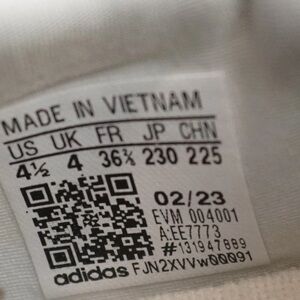 MADE IN VIETNAM
US UK FR JP CHN
4½ 4 36⅔ 230 225
02/23
EVM 004001
A:EE7773
#131947889
adidas FJN2XVVw00091